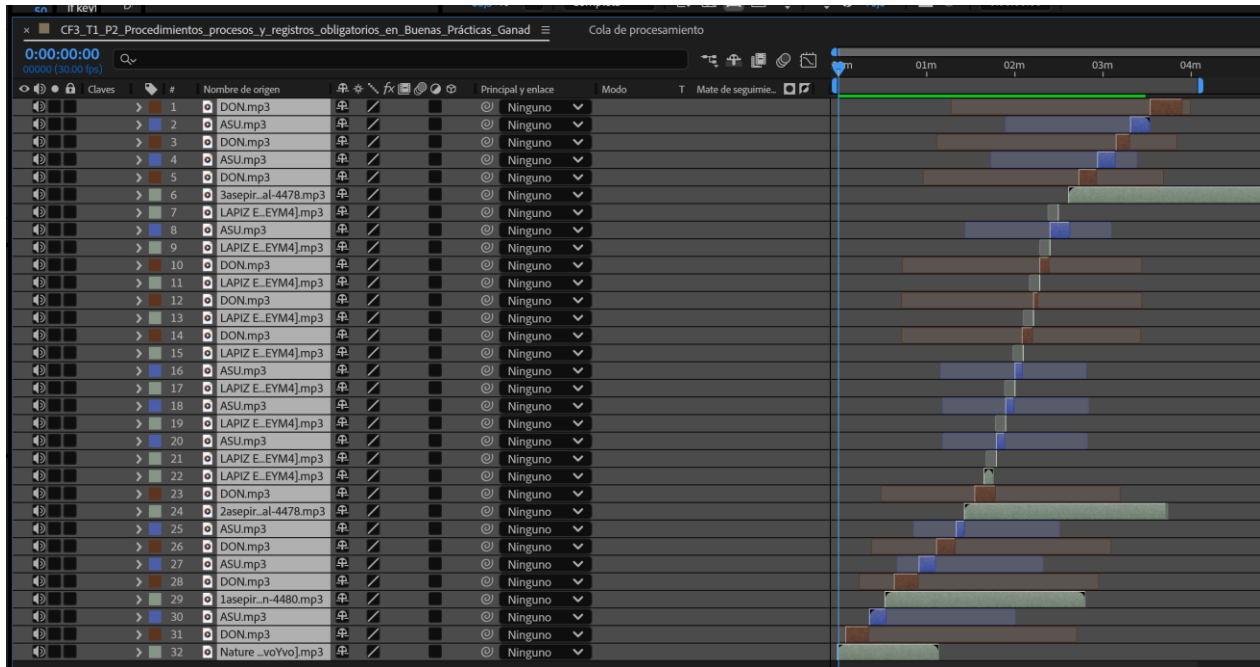 CF3_T1_P2_Procedimientos_procesos_y_registros_obligatorios_en_Buenas_Prácticas_Ganad Cola de procesamiento
0:00:00:00
00000 (30.00 fps)
01m 02m 03m 04m
Claves # Nombre de origen fx Principal y enlace Modo T Mate de seguimie...
1 DON.mp3 Ninguno
2 ASU.mp3 Ninguno
3 DON.mp3 Ninguno
4 ASU.mp3 Ninguno
5 DON.mp3 Ninguno
6 3asepir...al-4478.mp3 Ninguno
7 LAPIZ E...EYM4].mp3 Ninguno
8 ASU.mp3 Ninguno
9 LAPIZ E...EYM4].mp3 Ninguno
10 DON.mp3 Ninguno
11 LAPIZ E...EYM4].mp3 Ninguno
12 DON.mp3 Ninguno
13 LAPIZ E...EYM4].mp3 Ninguno
14 DON.mp3 Ninguno
15 LAPIZ E...EYM4].mp3 Ninguno
16 ASU.mp3 Ninguno
17 LAPIZ E...EYM4].mp3 Ninguno
18 ASU.mp3 Ninguno
19 LAPIZ E...EYM4].mp3 Ninguno
20 ASU.mp3 Ninguno
21 LAPIZ E...EYM4].mp3 Ninguno
22 LAPIZ E...EYM4].mp3 Ninguno
23 DON.mp3 Ninguno
24 2asepir...al-4478.mp3 Ninguno
25 ASU.mp3 Ninguno
26 DON.mp3 Ninguno
27 ASU.mp3 Ninguno
28 DON.mp3 Ninguno
29 1asepir...n-4480.mp3 Ninguno
30 ASU.mp3 Ninguno
31 DON.mp3 Ninguno
32 Nature ...voYvo].mp3 Ninguno